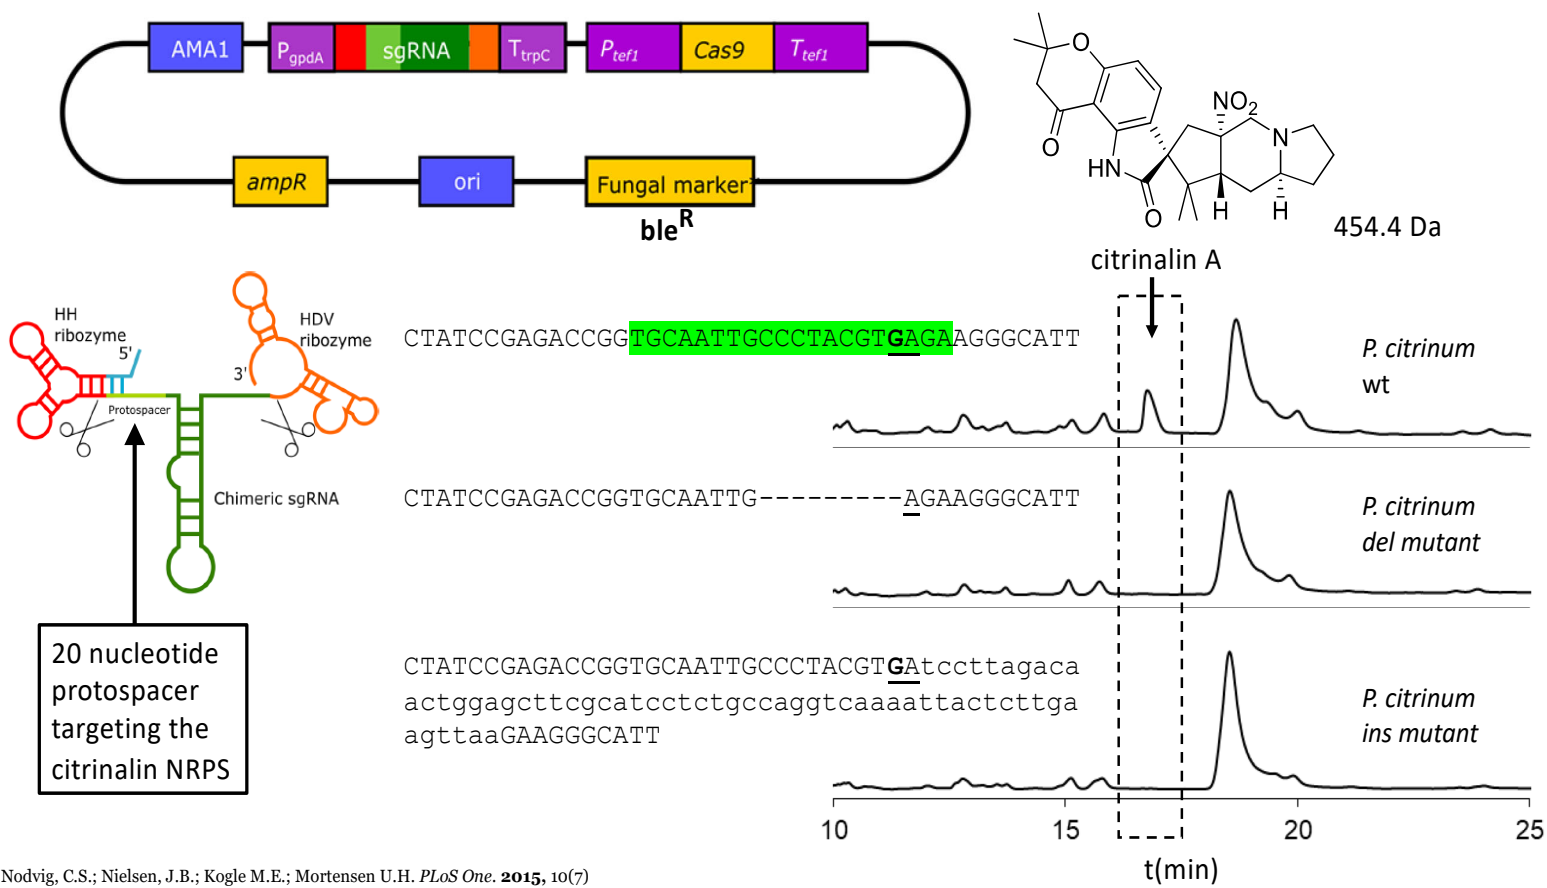 AMA1
PgpdA
sgRNA
TtrpC
Ptef1
Cas9
Ttef1
ampR
ori
Fungal marker
bleR
O
O
HN
O
NO2
N
H
H
454.4 Da
citrinalin A
HH
ribozyme
5'
HDV
ribozyme
3'
Protospacer
Chimeric sgRNA
20 nucleotide
protospacer
targeting the
citrinalin NRPS
CTATCCGAGACCGGTGCAATTGCCCTACGTGAGAAGGGCATT
P. citrinum
wt
CTATCCGAGACCGGTGCAATTG---------AGAAGGGCATT
P. citrinum
del mutant
CTATCCGAGACCGGTGCAATTGCCCTACGTGAtccttagaca
actggagcttcgcatcctctgccaggtcaaaattactcttga
agttaaGAAGGGCATT
P. citrinum
ins mutant
10
15
20
25
t(min)
Nodvig, C.S.; Nielsen, J.B.; Kogle M.E.; Mortensen U.H. PLoS One. 2015, 10(7)